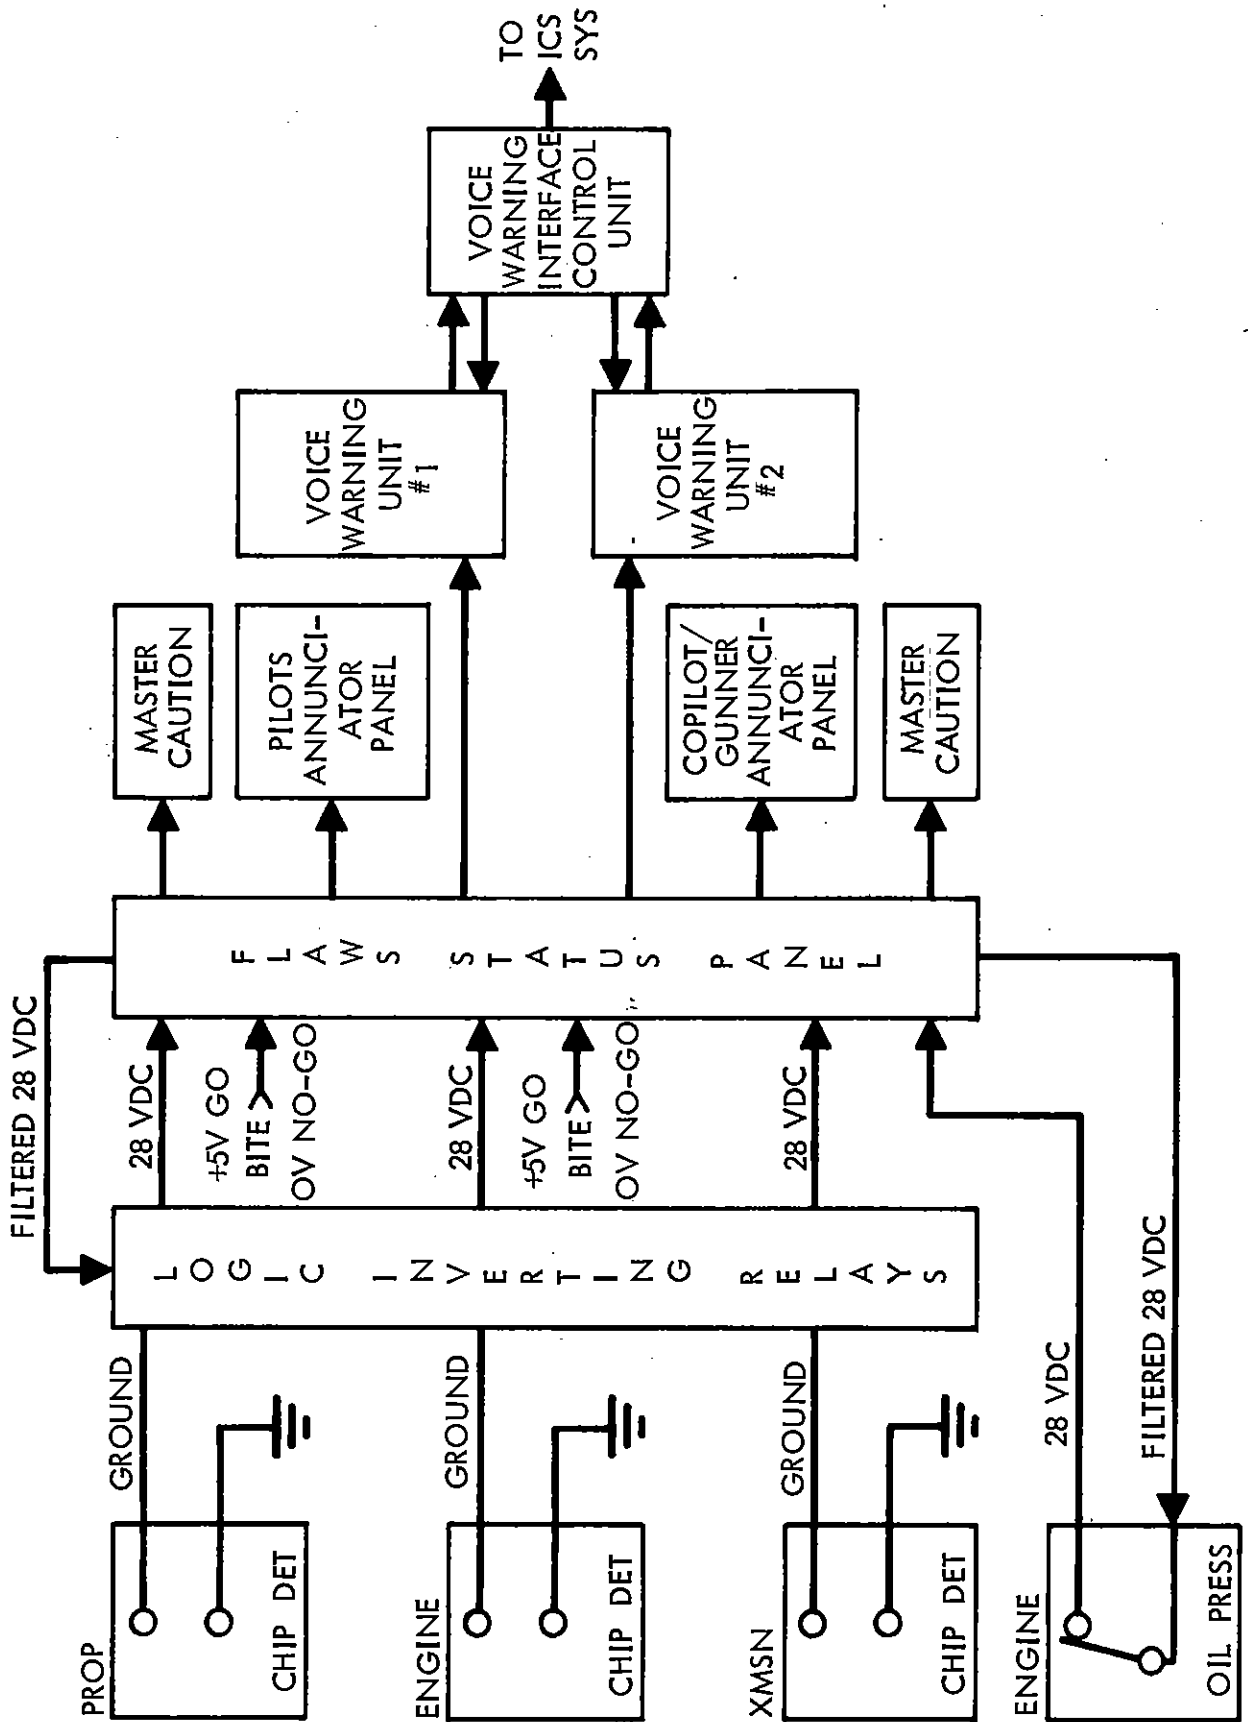 PROP
CHIP DET
GROUND
ENGINE
CHIP DET
GROUND
XMSN
CHIP DET
GROUND
ENGINE
OIL PRESS
28 VDC
FILTERED 28 VDC
LOGIC INVERTING RELAYS
FILTERED 28 VDC
28 VDC
+5V GO
BITE
OV NO-GO
28 VDC
+5V GO
BITE
OV NO-GO
28 VDC
FLAWS STATUS PANEL
MASTER
CAUTION
PILOTS
ANNUNCI-
ATOR
PANEL
COPILOT/
GUNNER
ANNUNCI-
ATOR
PANEL
MASTER
CAUTION
VOICE
WARNING
UNIT
#1
VOICE
WARNING
UNIT
#2
VOICE
WARNING
INTERFACE
CONTROL
UNIT
TO
ICS
SYS